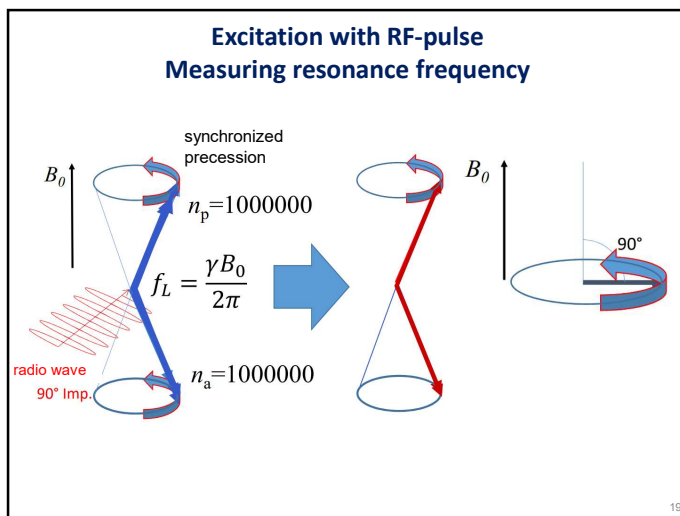 Excitation with RF-pulse
Measuring resonance frequency
synchronized
precession
B₀
nₚ=1000000
f_L = γB₀/2π
radio wave
90° Imp.
nₐ=1000000
B₀
90°
19